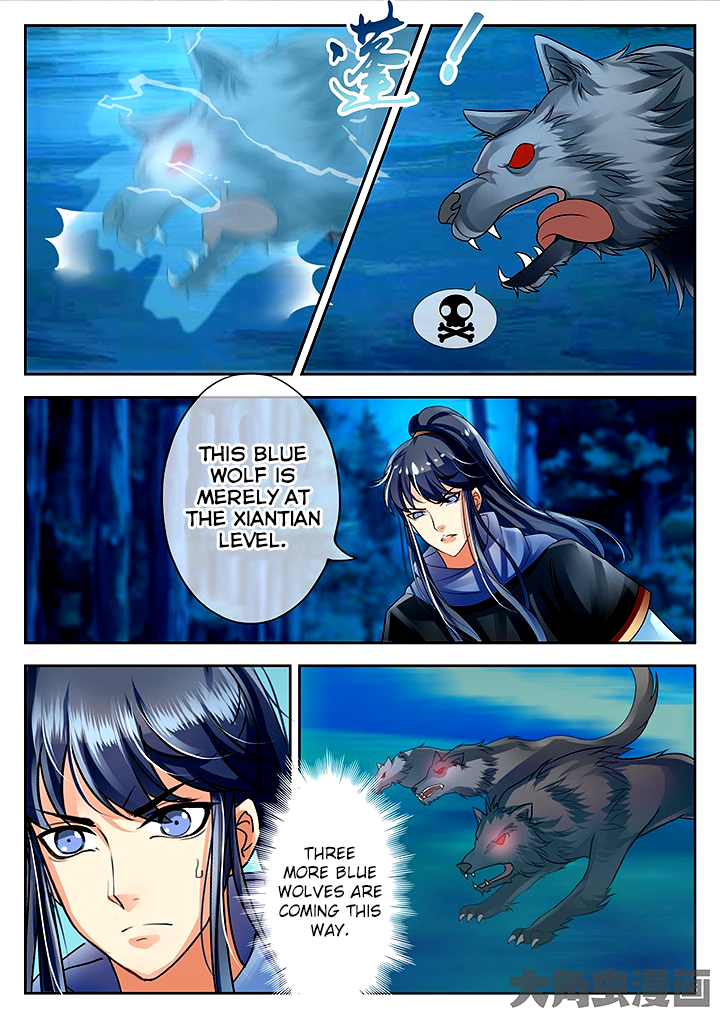 蓬!
THIS BLUE
WOLF IS
MERELY AT
THE XIANTIAN
LEVEL.
THREE
MORE BLUE
WOLVES ARE
COMING THIS
WAY.
大角虫漫画